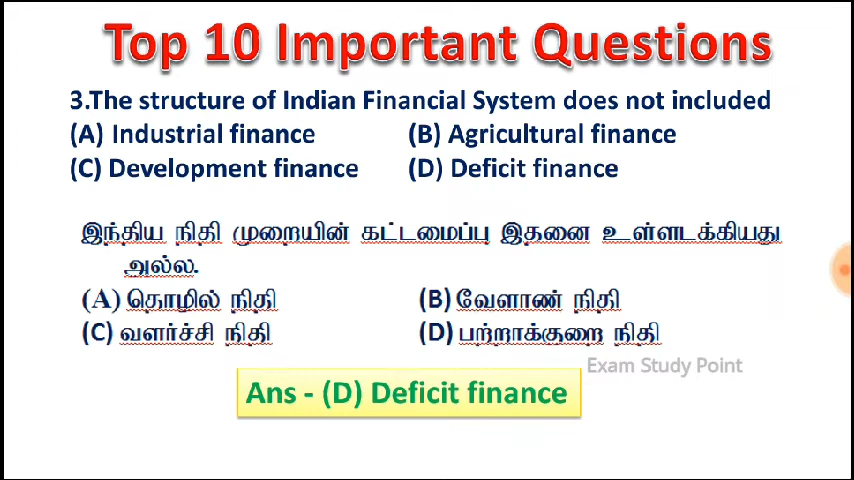 Top 10 Important Questions
3.The structure of Indian Financial System does not included
(A) Industrial finance (B) Agricultural finance
(C) Development finance (D) Deficit finance
இந்திய நிதி முறையின் கட்டமைப்பு இதனை உள்ளடக்கியது
அல்ல.
(A) தொழில் நிதி (B) வேளாண் நிதி
(C) வளர்ச்சி நிதி (D) பற்றாக்குறை நிதி
Exam Study Point
Ans - (D) Deficit finance